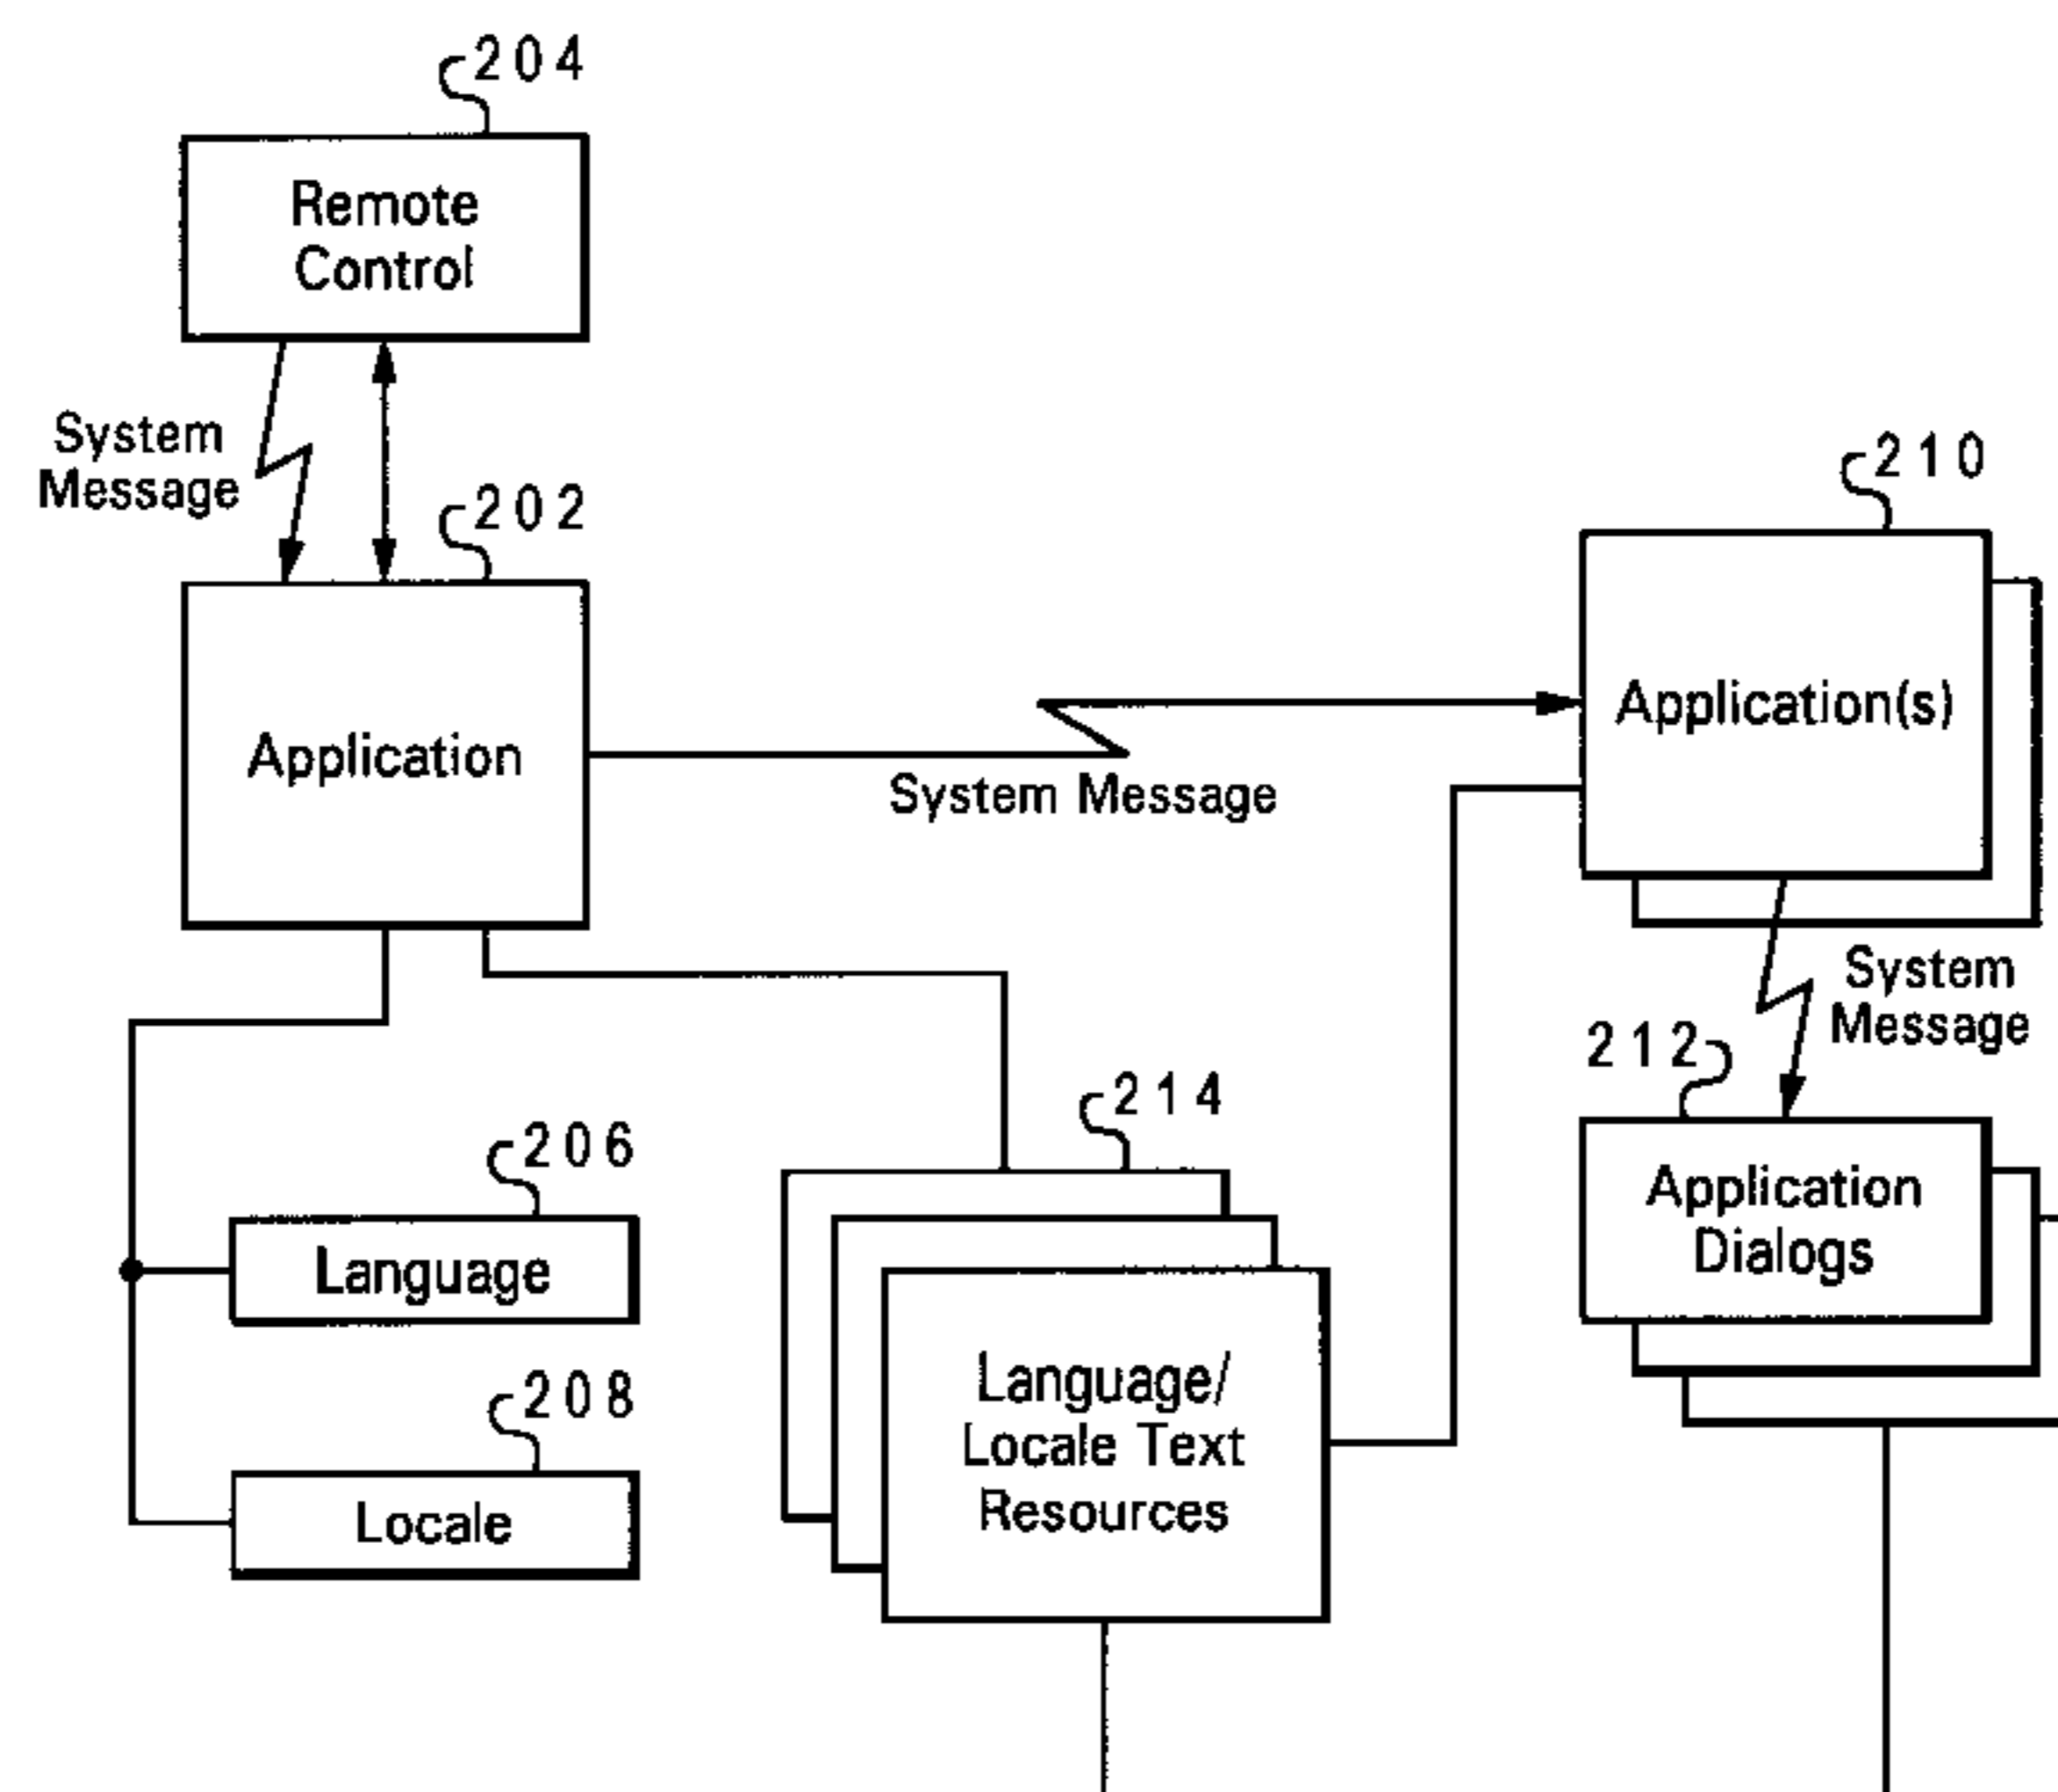 204
Remote
Control
System
Message
202
210
Application
Application(s)
System Message
System
Message
212
214
206
Application
Dialogs
Language
Language/
Locale Text
Resources
208
Locale